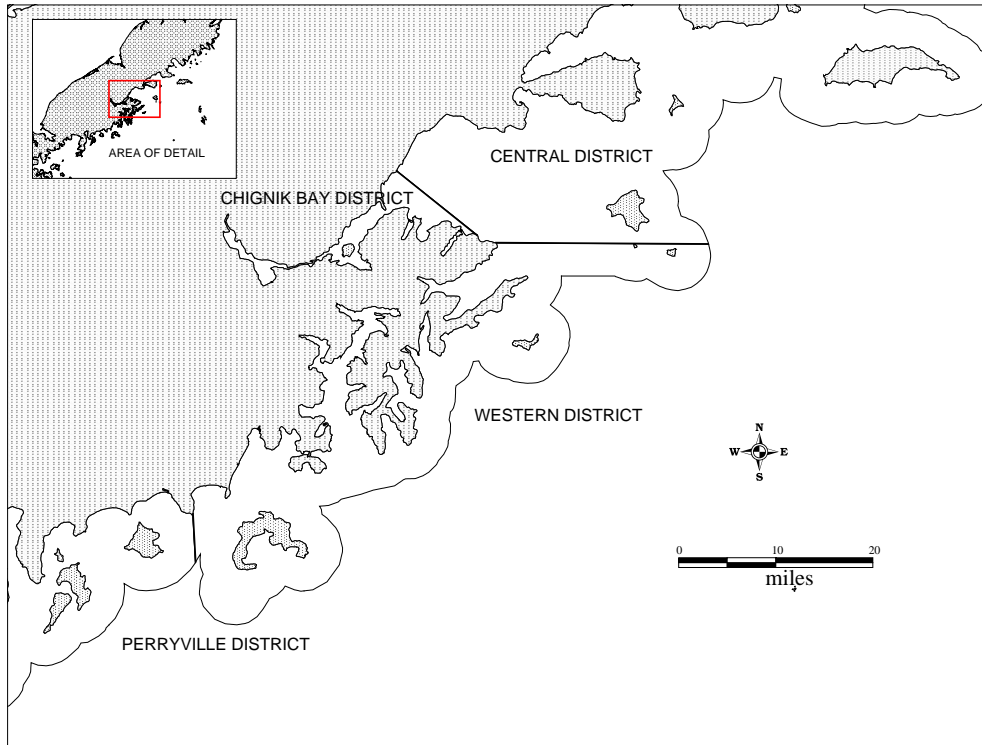 AREA OF DETAIL
CENTRAL DISTRICT
CHIGNIK BAY DISTRICT
WESTERN DISTRICT
N
W E
S
0 10 20
miles
PERRYVILLE DISTRICT